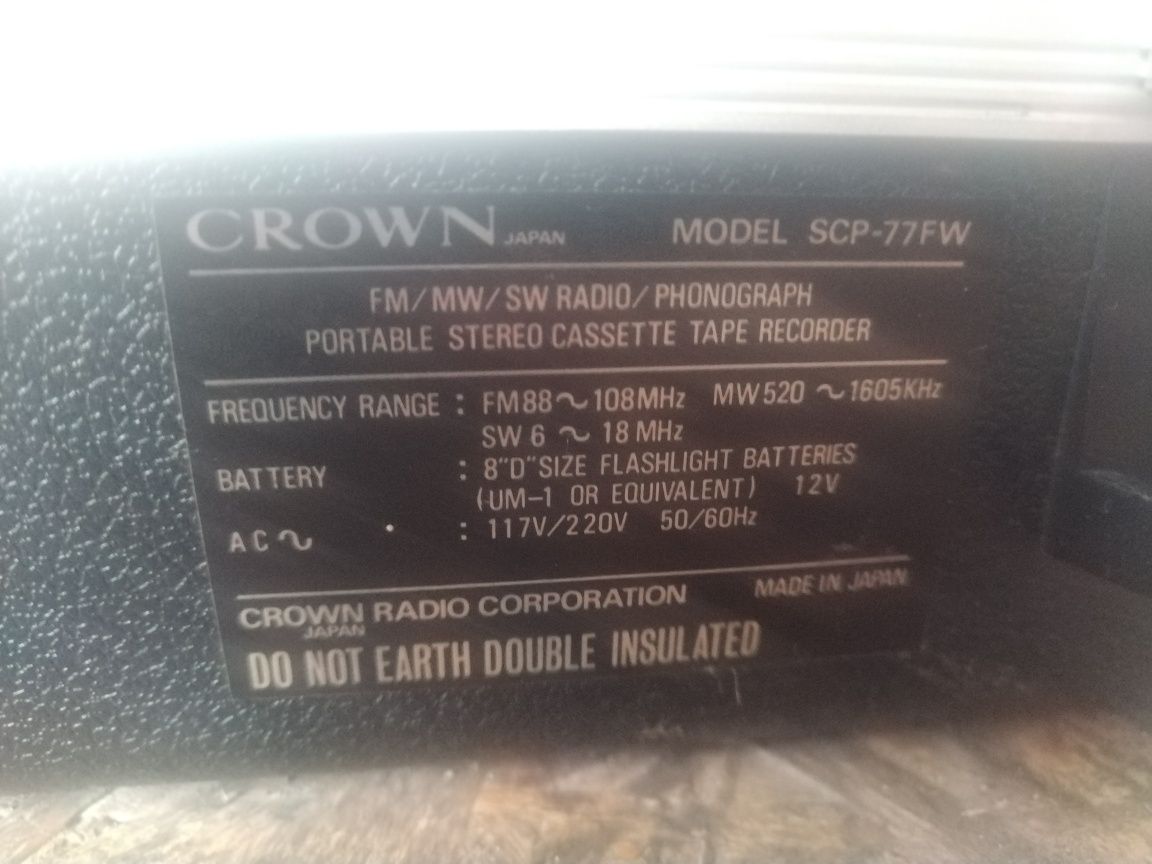 CROWN JAPAN MODEL SCP-77FW
FM/MW/SW RADIO/PHONOGRAPH
PORTABLE STEREO CASSETTE TAPE RECORDER
FREQUENCY RANGE : FM88~108MHz MW520~1605KHz
SW 6 ~ 18 MHz
BATTERY : 8"D"SIZE FLASHLIGHT BATTERIES
(UM-1 OR EQUIVALENT) 12V
AC~ : 117V/220V 50/60Hz
CROWN RADIO CORPORATION MADE IN JAPAN
JAPAN
DO NOT EARTH DOUBLE INSULATED